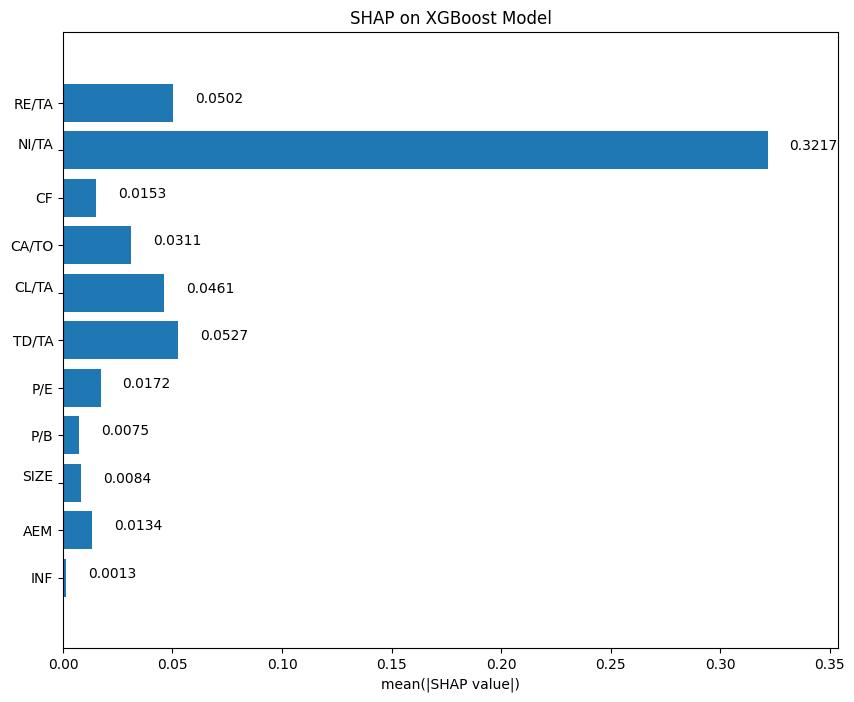 SHAP on XGBoost Model
RE/TA 0.0502
NI/TA 0.3217
CF 0.0153
CA/TO 0.0311
CL/TA 0.0461
TD/TA 0.0527
P/E 0.0172
P/B 0.0075
SIZE 0.0084
AEM 0.0134
INF 0.0013
0.00 0.05 0.10 0.15 0.20 0.25 0.30 0.35
mean(|SHAP value|)